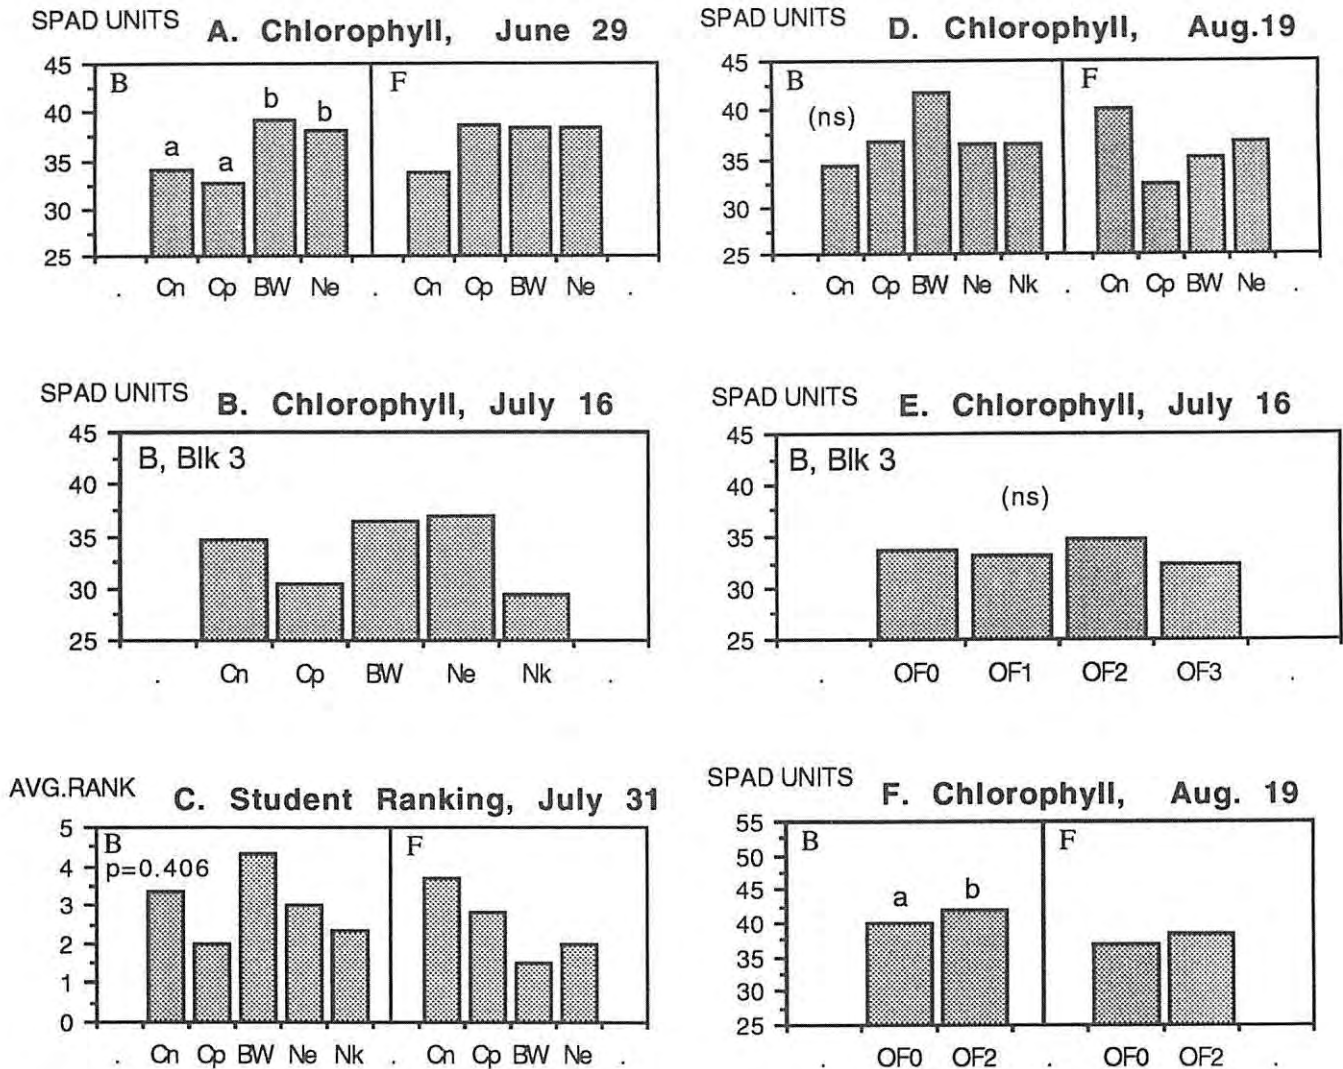 SPAD UNITS
A. Chlorophyll, June 29
45
40
35
30
25
B
a
a
b
b
F
. Cn Cp BW Ne . Cn Cp BW Ne .
SPAD UNITS
D. Chlorophyll, Aug.19
45
40
35
30
25
B
(ns)
F
. Cn Cp BW Ne Nk . Cn Cp BW Ne .
SPAD UNITS
B. Chlorophyll, July 16
45
40
35
30
25
B, Blk 3
. Cn Cp BW Ne Nk .
SPAD UNITS
E. Chlorophyll, July 16
45
40
35
30
25
B, Blk 3
(ns)
. OF0 OF1 OF2 OF3 .
AVG.RANK
C. Student Ranking, July 31
5
4
3
2
1
0
B
p=0.406
F
. Cn Cp BW Ne Nk . Cn Cp BW Ne .
SPAD UNITS
F. Chlorophyll, Aug. 19
55
50
45
40
35
30
25
B
a
b
F
. OF0 OF2 . OF0 OF2 .